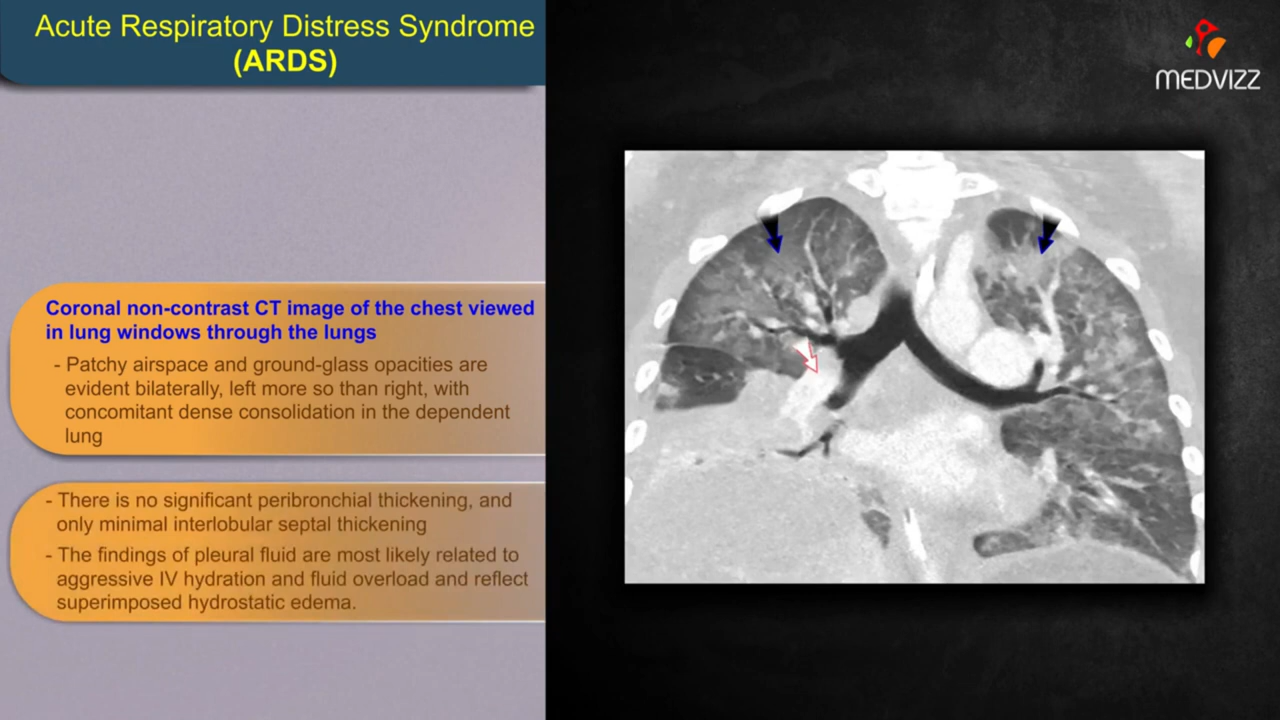 Acute Respiratory Distress Syndrome
(ARDS)
MEDVIZZ
Coronal non-contrast CT image of the chest viewed
in lung windows through the lungs
- Patchy airspace and ground-glass opacities are
evident bilaterally, left more so than right, with
concomitant dense consolidation in the dependent
lung
- There is no significant peribronchial thickening, and
only minimal interlobular septal thickening
- The findings of pleural fluid are most likely related to
aggressive IV hydration and fluid overload and reflect
superimposed hydrostatic edema.